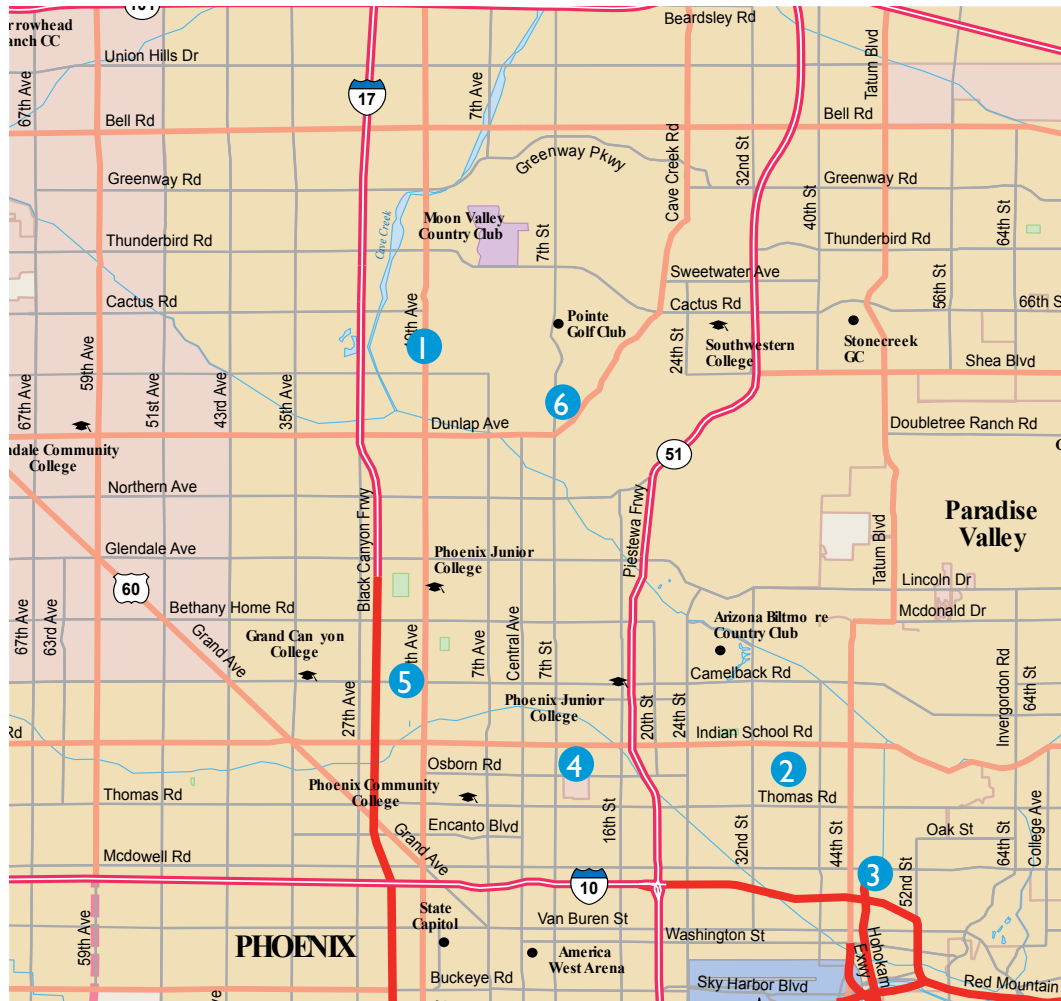 101
rrowhead
anch CC
Beardsley Rd
Union Hills Dr
67th Ave
17
7th Ave
Tatum Blvd
Bell Rd
Bell Rd
Greenway Pkwy
Cave Creek Rd
32nd St
Greenway Rd
Greenway Rd
40th St
64th St
Cave Creek
Moon Valley
Country Club
7th St
Thunderbird Rd
Thunderbird Rd
Sweetwater Ave
56th St
Cactus Rd
Cactus Rd
66th S
Pointe
Golf Club
24th St
Southwestern
College
Stonecreek
GC
1
9th Ave
Shea Blvd
67th Ave
59th Ave
51st Ave
43rd Ave
35th Ave
6
Dunlap Ave
Doubletree Ranch Rd
ndale Community
College
51
Northern Ave
Black Canyon Frwy
Piestewa Frwy
Tatum Blvd
Paradise
Valley
Glendale Ave
Phoenix Junior
College
60
Lincoln Dr
Bethany Home Rd
Mcdonald Dr
67th Ave
63rd Ave
Grand Ave
Grand Can yon
College
Arizona Biltmo re
Country Club
th Ave
7th Ave
Central Ave
7th St
5
Camelback Rd
Invergordon Rd
64th St
27th Ave
Phoenix Junior
College
20th St
24th St
Rd
Indian School Rd
Osborn Rd
4
2
Phoenix Community
College
Thomas Rd
Thomas Rd
Encanto Blvd
16th St
Grand Ave
32nd St
44th St
Oak St
64th St
College Ave
Mcdowell Rd
3
52nd St
10
State
Capitol
Van Buren St
Washington St
59th Ave
PHOENIX
America
West Arena
Hohokam
Exwy
Buckeye Rd
Sky Harbor Blvd
Red Mountain
Ave